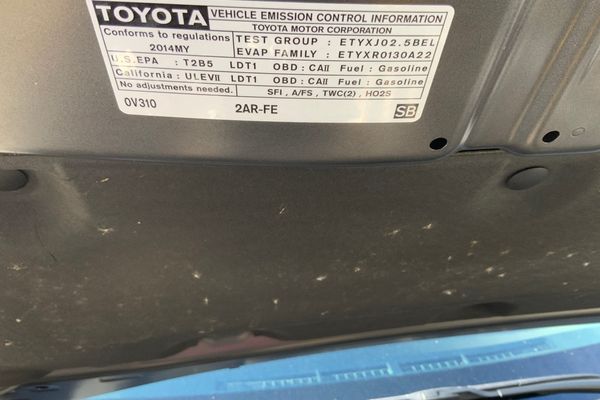 TOYOTA VEHICLE EMISSION CONTROL INFORMATION
TOYOTA MOTOR CORPORATION
Conforms to regulations
2014MY
TEST GROUP : ETYXJ02.5BEL
EVAP FAMILY : ETYXR0130A22
U.S.EPA : T2B5 LDT1 OBD : CAII Fuel : Gasoline
California : ULEVII LDT1 OBD : CAII Fuel : Gasoline
No adjustments needed. SFI , A/FS , TWC(2) , HO2S
0V310 2AR-FE SB